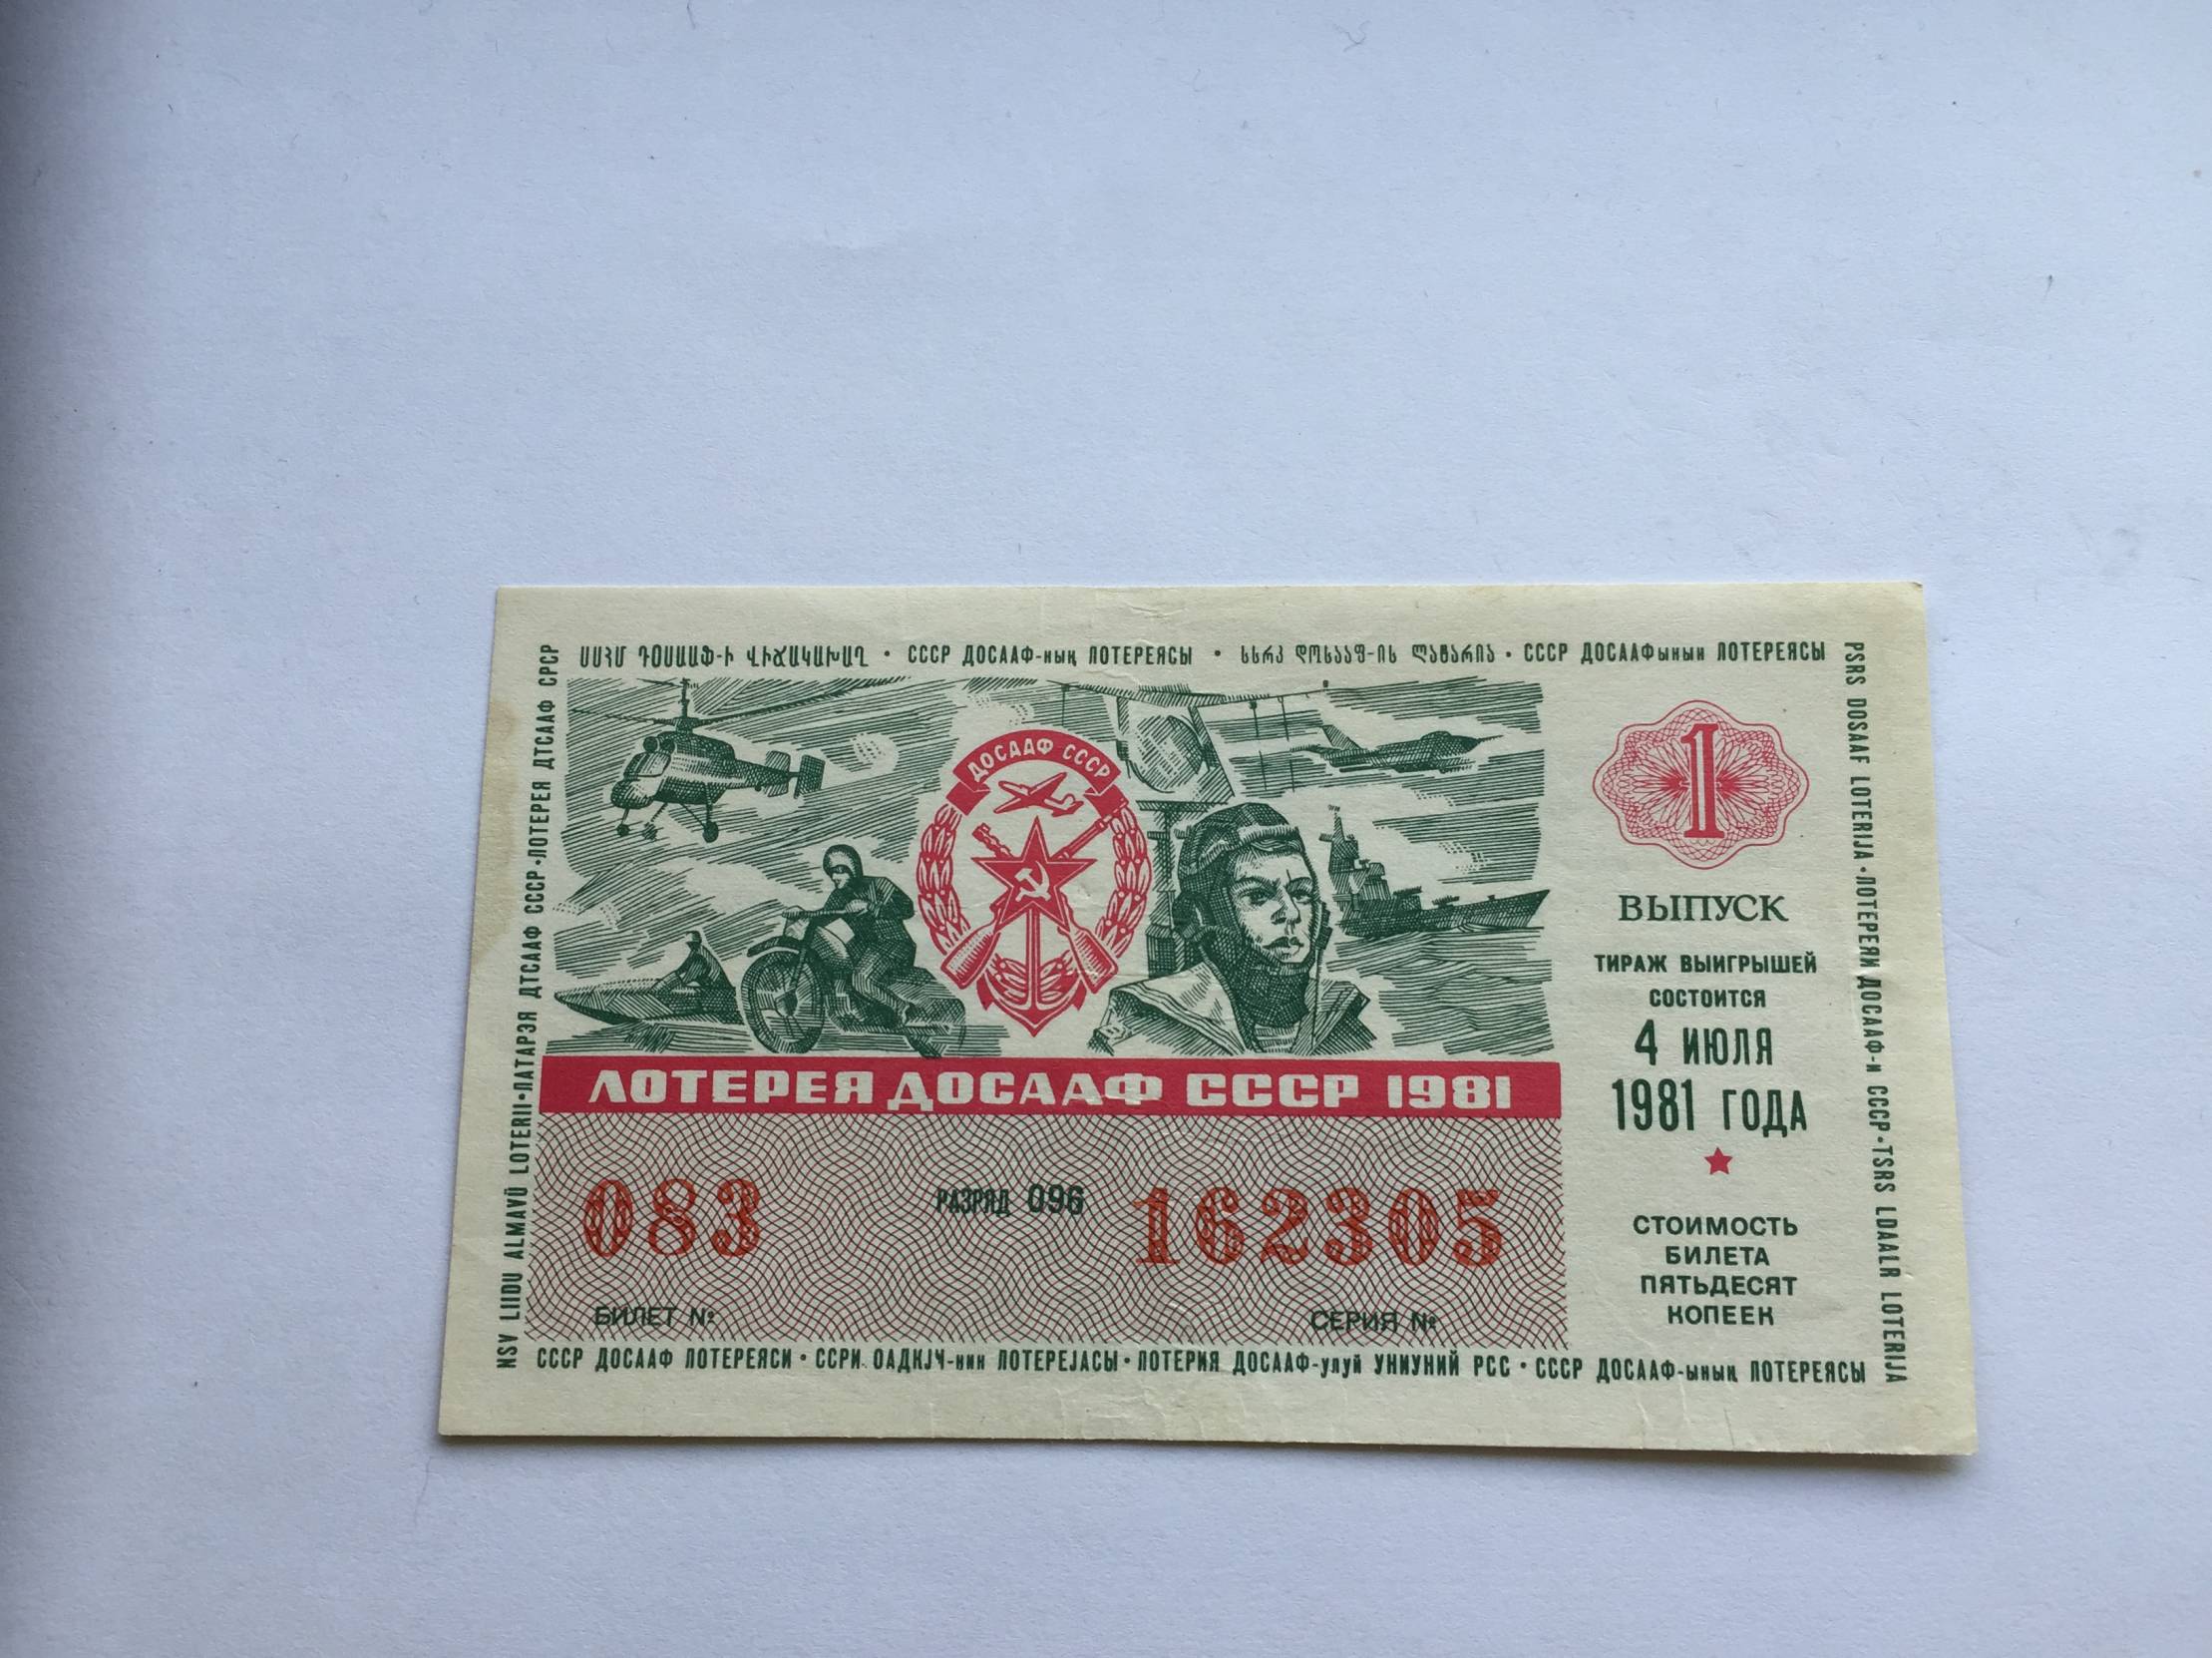 ՍՍՀՄ ԴՕՍԱԱՖ-Ի ՎԻՃԱԿԱԽԱՂ • СССР ДОСААФ-ның ЛОТЕРЕЯСЫ • სსრკ დოსააფ-ის ლატარია • СССР ДОСААФынын ЛОТЕРЕЯСЫ
NSV LIIDU ALMAVÜ LOTERII • ЛАТАРЭЯ ДТСААФ СССР • ЛОТЕРЕЯ ДТСААФ СРСР
ДОСААФ СССР
1
ВЫПУСК
ТИРАЖ ВЫИГРЫШЕЙ
СОСТОИТСЯ
4 ИЮЛЯ
1981 ГОДА
СТОИМОСТЬ
БИЛЕТА
ПЯТЬДЕСЯТ
КОПЕЕК
ЛОТЕРЕЯ ДОСААФ СССР 1981
083 РАЗРЯД 096 162305
БИЛЕТ № СЕРИЯ №
PSRS DOSAAF LOTERIJA • ЛОТЕРЕЯИ ДОСААФ-и СССР • TSRS LDAALR LOTERIJA
СССР ДОСААФ ЛОТЕРЕЯСИ • ССРИ ОАДКЈЧ-нин ЛОТЕРЕЈАСЫ • ЛОТЕРИЯ ДОСААФ-улуй УНИУНИЙ РСС • СССР ДОСААФ-ының ЛОТЕРЕЯСЫ